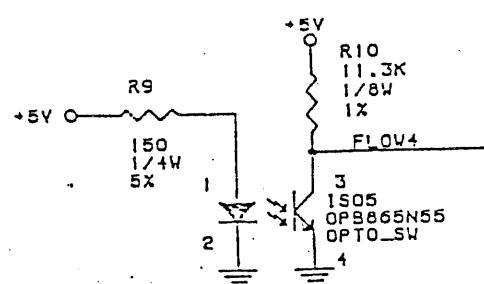 +5V
R10
11.3K
1/8W
1%
R9
+5V
150
1/4W
5%
FLOW4
1
2
3
ISO5
OPB865N55
OPTO_SW
4